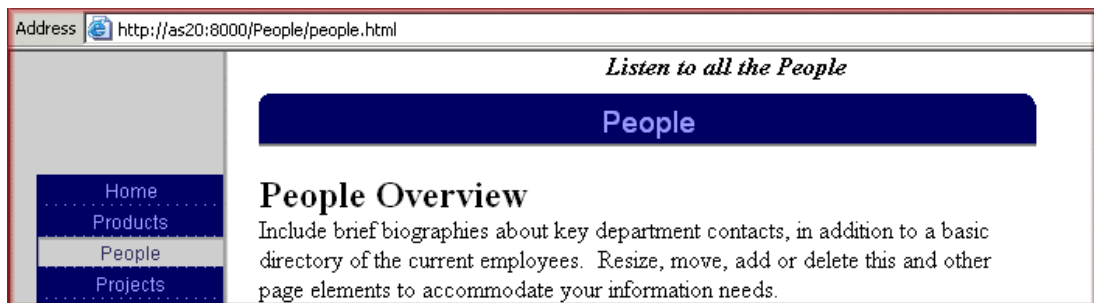 Address http://as20:8000/People/people.html
Listen to all the People
People
Home
Products
People
Projects
People Overview
Include brief biographies about key department contacts, in addition to a basic
directory of the current employees.  Resize, move, add or delete this and other
page elements to accommodate your information needs.